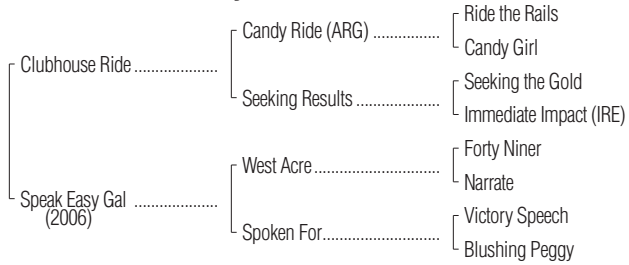 Ride the Rails
Candy Ride (ARG) ................
Candy Girl
Clubhouse Ride ....................
Seeking the Gold
Seeking Results ....................
Immediate Impact (IRE)
Forty Niner
West Acre ..............................
Narrate
Speak Easy Gal ....................
(2006)
Victory Speech
Spoken For............................
Blushing Peggy